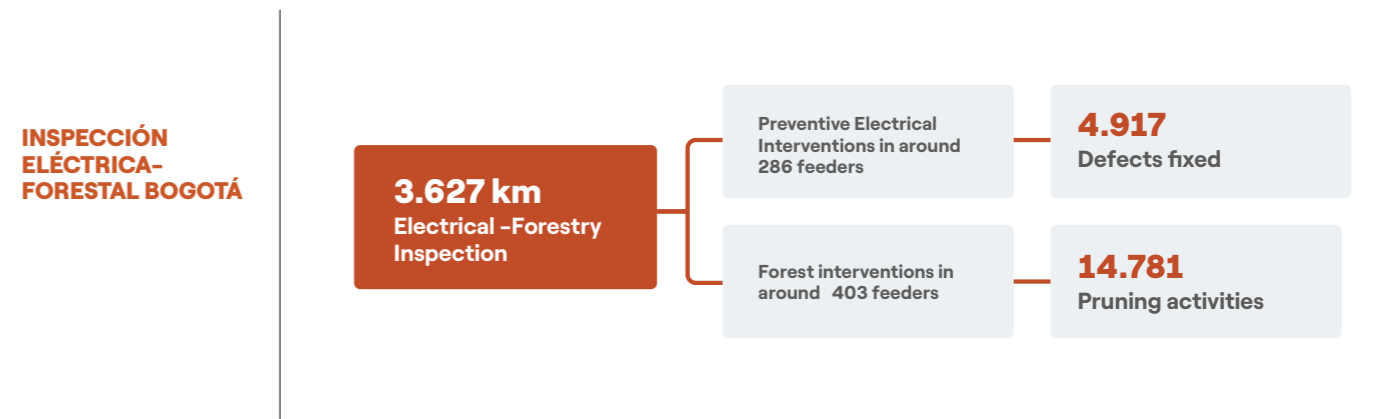 INSPECCIÓN
ELÉCTRICA–
FORESTAL BOGOTÁ
3.627 km
Electrical –Forestry
Inspection
Preventive Electrical
Interventions in around
286 feeders
4.917
Defects fixed
Forest interventions in
around 403 feeders
14.781
Pruning activities